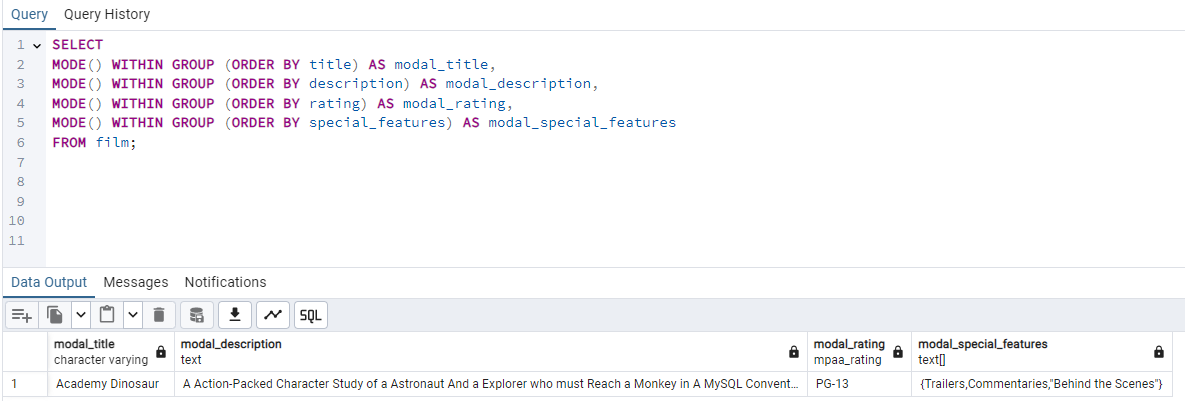 Query Query History
1 SELECT
2 MODE() WITHIN GROUP (ORDER BY title) AS modal_title,
3 MODE() WITHIN GROUP (ORDER BY description) AS modal_description,
4 MODE() WITHIN GROUP (ORDER BY rating) AS modal_rating,
5 MODE() WITHIN GROUP (ORDER BY special_features) AS modal_special_features
6 FROM film;
7
8
9
10
11
Data Output Messages Notifications
SQL
modal_title modal_description modal_rating modal_special_features
character varying text mpaa_rating text[]
1 Academy Dinosaur A Action-Packed Character Study of a Astronaut And a Explorer who must Reach a Monkey in A MySQL Convent... PG-13 {Trailers,Commentaries,"Behind the Scenes"}